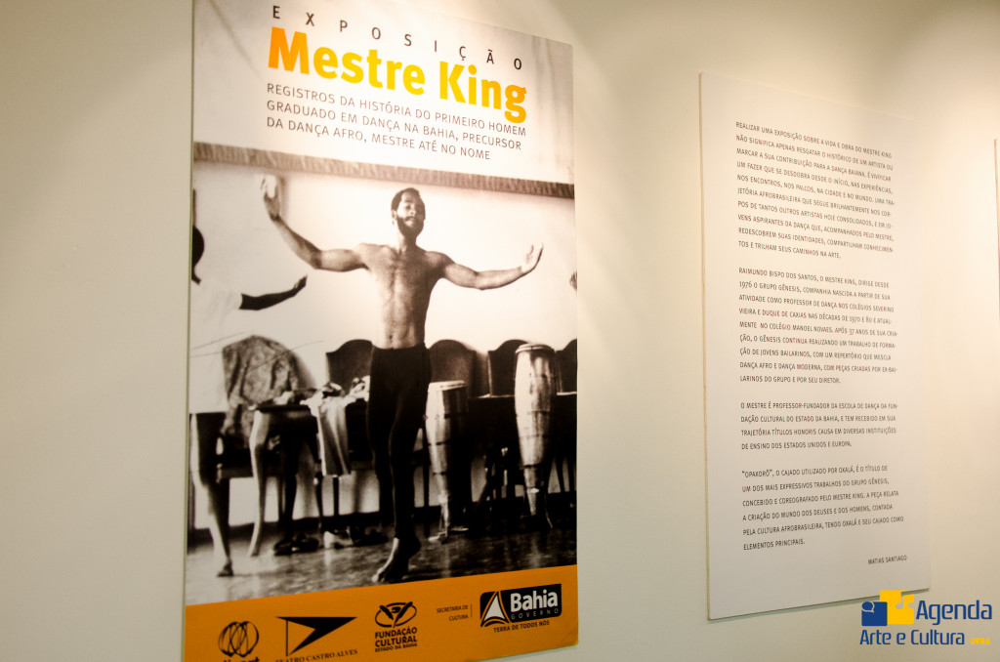 EXPOSIÇÃO
Mestre King
REGISTROS DA HISTÓRIA DO PRIMEIRO HOMEM
GRADUADO EM DANÇA NA BAHIA, PRECURSOR
DA DANÇA AFRO, MESTRE ATÉ NO NOME
TEATRO CASTRO ALVES
FUNDAÇÃO
CULTURAL
ESTADO DA BAHIA
SECRETARIA DE
CULTURA
Bahia
GOVERNO
TERRA DE TODOS NÓS
REALIZAR UMA EXPOSIÇÃO SOBRE A VIDA E OBRA DO MESTRE KING
NÃO SIGNIFICA APENAS RESGATAR O HISTÓRICO DE UM ARTISTA OU
MARCAR A SUA CONTRIBUIÇÃO PARA A DANÇA BAIANA. É VIVIFICAR
UM FAZER QUE SE DESDOBRA DESDE O INÍCIO, NAS EXPERIÊNCIAS,
NOS ENCONTROS, NOS PALCOS, NA CIDADE E NO MUNDO. UMA TRA-
JETÓRIA AFROBRASILEIRA QUE SEGUE BRILHANTEMENTE NOS COR-
POS DE TANTOS OUTROS ARTISTAS HOJE CONSOLIDADOS, E EM JO-
VENS ASPIRANTES DA DANÇA QUE, ACOMPANHADOS PELO MESTRE,
REDESCOBREM SUAS IDENTIDADES, COMPARTILHAM CONHECIMEN-
TOS E TRILHAM SEUS CAMINHOS NA ARTE.
RAIMUNDO BISPO DOS SANTOS, O MESTRE KING, DIRIGE DESDE
1976 O GRUPO GÊNESIS, COMPANHIA NASCIDA A PARTIR DE SUA
ATIVIDADE COMO PROFESSOR DE DANÇA NOS COLÉGIOS SEVERINO
VIEIRA E DUQUE DE CAXIAS NAS DÉCADAS DE 1970 E 80 E ATUAL-
MENTE NO COLÉGIO MANOEL NOVAES. APÓS 37 ANOS DE SUA CRIA-
ÇÃO, O GÊNESIS CONTINUA REALIZANDO UM TRABALHO DE FORMA-
ÇÃO DE JOVENS BAILARINOS, COM UM REPERTÓRIO QUE MESCLA
DANÇA AFRO E DANÇA MODERNA, COM PEÇAS CRIADAS POR EX-BAI-
LARINOS DO GRUPO E POR SEU DIRETOR.
O MESTRE É PROFESSOR-FUNDADOR DA ESCOLA DE DANÇA DA FUN-
DAÇÃO CULTURAL DO ESTADO DA BAHIA, E TEM RECEBIDO EM SUA
TRAJETÓRIA TÍTULOS HONORIS CAUSA EM DIVERSAS INSTITUIÇÕES
DE ENSINO DOS ESTADOS UNIDOS E EUROPA.
"OPAXORÔ", O CAJADO UTILIZADO POR OXALÁ, É O TÍTULO DE
UM DOS MAIS EXPRESSIVOS TRABALHOS DO GRUPO GÊNESIS,
CONCEBIDO E COREOGRAFADO PELO MESTRE KING. A PEÇA RELATA
A CRIAÇÃO DO MUNDO DOS DEUSES E DOS HOMENS, CONTADA
PELA CULTURA AFROBRASILEIRA, TENDO OXALÁ E SEU CAJADO COMO
ELEMENTOS PRINCIPAIS.
MATIAS SANTIAGO
Agenda
Arte e Cultura